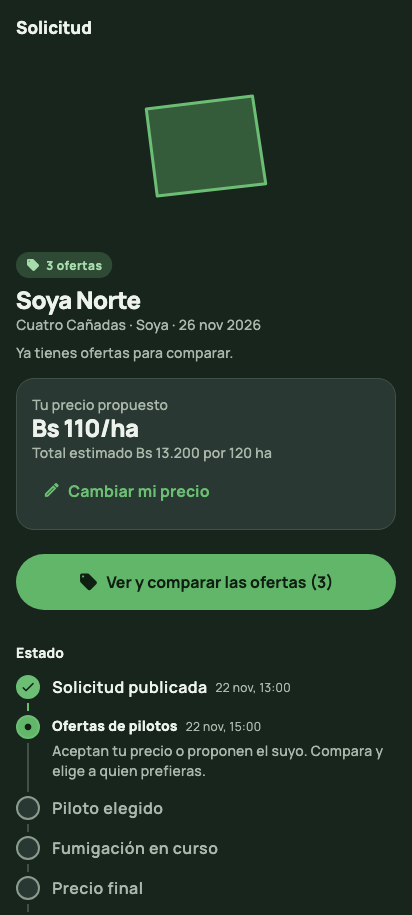 Solicitud
3 ofertas
Soya Norte
Cuatro Cañadas · Soya · 26 nov 2026
Ya tienes ofertas para comparar.
Tu precio propuesto
Bs 110/ha
Total estimado Bs 13.200 por 120 ha
Cambiar mi precio
Ver y comparar las ofertas (3)
Estado
Solicitud publicada 22 nov, 13:00
Ofertas de pilotos 22 nov, 15:00
Aceptan tu precio o proponen el suyo. Compara y
elige a quien prefieras.
Piloto elegido
Fumigación en curso
Precio final